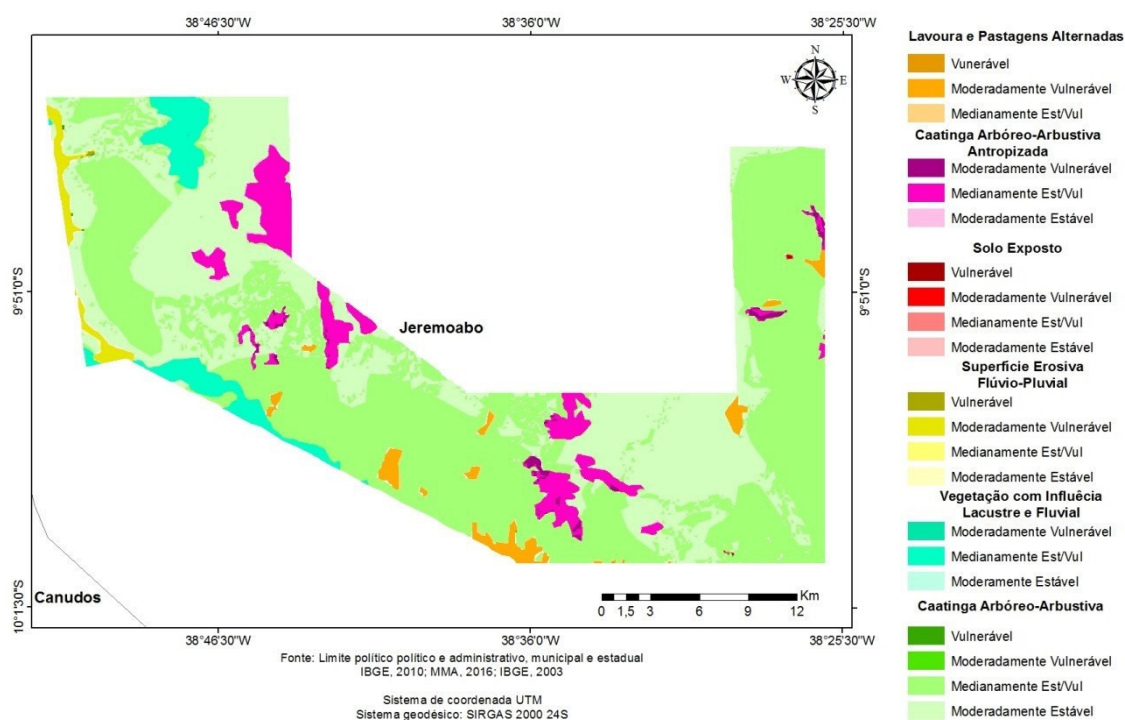 38°46'30"W
38°36'0"W
38°25'30"W
N
W
E
S
9°51'0"S
9°51'0"S
Jeremoabo
Canudos
10°1'30"S
Km
0 1,5 3 6 9 12
38°46'30"W
38°36'0"W
38°25'30"W
Fonte: Limite político político e administrativo, municipal e estadual
IBGE, 2010; MMA, 2016; IBGE, 2003
Sistema de coordenada UTM
Sistema geodésico: SIRGAS 2000 24S
Lavoura e Pastagens Alternadas
Vunerável
Moderadamente Vulnerável
Medianamente Est/Vul
Caatinga Arbóreo-Arbustiva
Antropizada
Moderadamente Vulnerável
Medianamente Est/Vul
Moderadamente Estável
Solo Exposto
Vulnerável
Moderadamente Vulnerável
Medianamente Est/Vul
Moderadamente Estável
Superficie Erosiva
Flúvio-Pluvial
Vulnerável
Moderadamente Vulnerável
Medianamente Est/Vul
Moderadamente Estável
Vegetação com Influêcia
Lacustre e Fluvial
Moderadamente Vulnerável
Medianamente Est/Vul
Moderamente Estável
Caatinga Arbóreo-Arbustiva
Vulnerável
Moderadamente Vulnerável
Medianamente Est/Vul
Moderadamente Estável